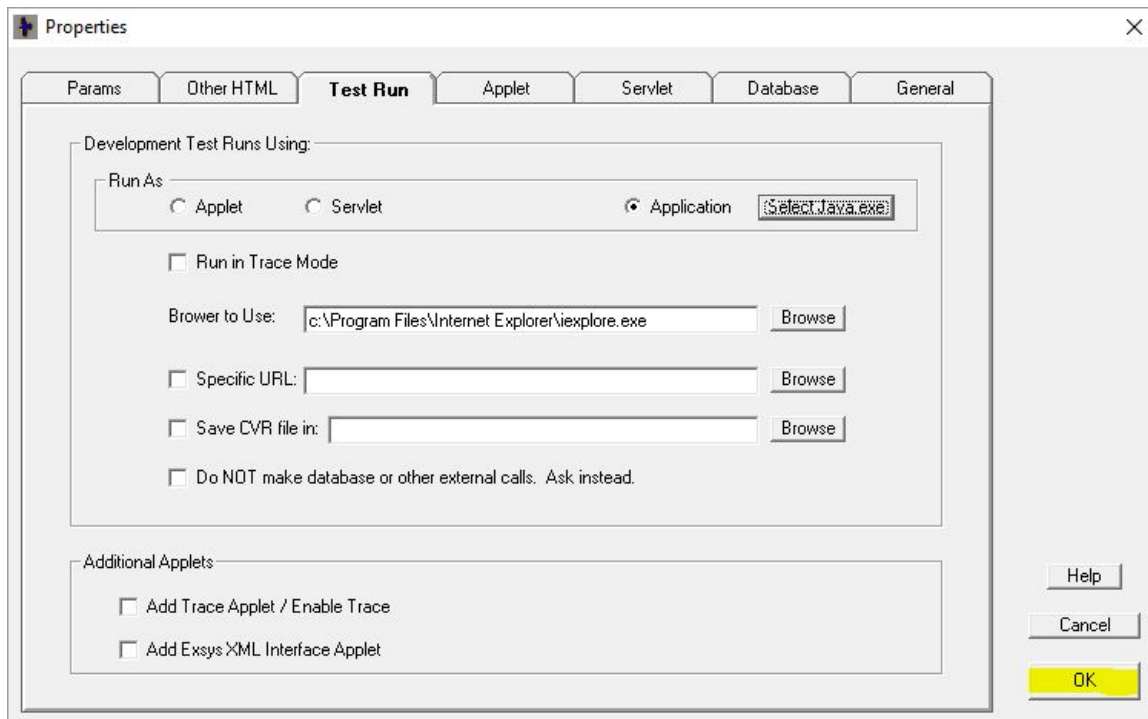 Properties
Params Other HTML Test Run Applet Servlet Database General
Development Test Runs Using:
Run As
Applet Servlet Application Select Java.exe
Run in Trace Mode
Brower to Use: c:\Program Files\Internet Explorer\iexplore.exe Browse
Specific URL: Browse
Save CVR file in: Browse
Do NOT make database or other external calls. Ask instead.
Additional Applets
Add Trace Applet / Enable Trace
Add Exsys XML Interface Applet
Help
Cancel
OK